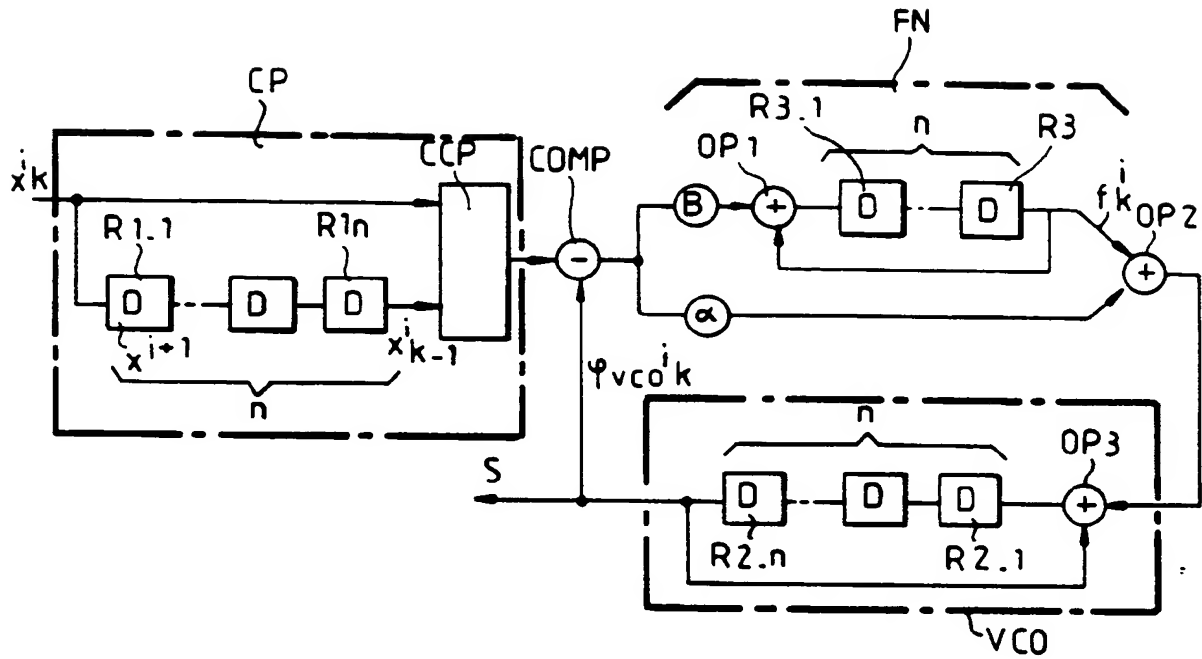 FN
CP
R3.1
n
R3
CCP
COMP
OP1
x^i_k
B
+
D
D
f^i_k
OP2
R1.1
R1n
-
+
D
D
D
α
x^i+1
x^i_k-1
φvco^i_k
n
n
OP3
S
D
D
D
+
R2.n
R2.1
VCO